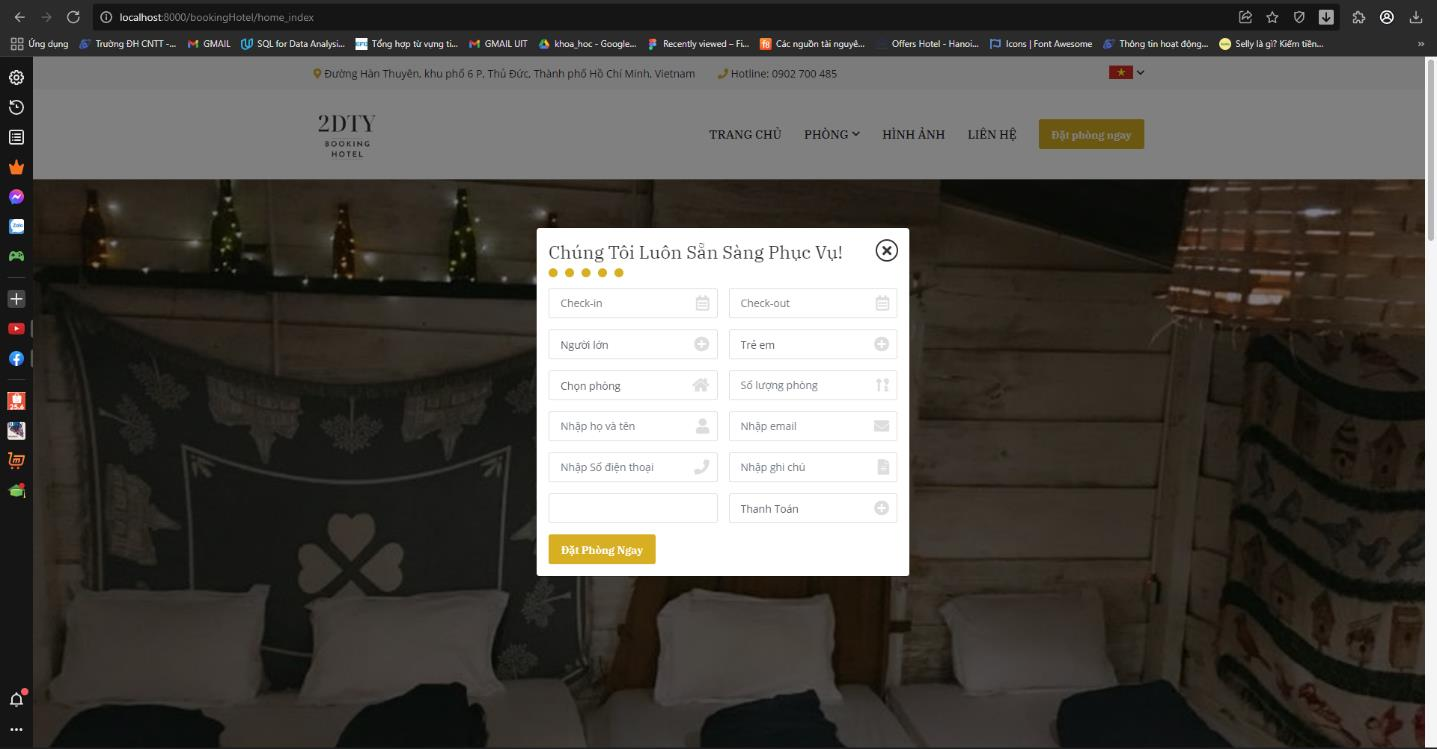 localhost:8000/bookingHotel/home_index
Ứng dụng
Trường ĐH CNTT -...
GMAIL
SQL for Data Analysi...
Tổng hợp từ vựng ti...
GMAIL UIT
khoa_hoc - Google...
Recently viewed – Fi...
Các nguồn tài nguyê...
Offers Hotel - Hanoi...
Icons | Font Awesome
Thông tin hoạt động...
Selly là gì? Kiếm tiền...
»
Đường Hàn Thuyên, khu phố 6 P, Thủ Đức, Thành phố Hồ Chí Minh, Vietnam
Hotline: 0902 700 485
2DTY
BOOKING
HOTEL
TRANG CHỦ
PHÒNG
HÌNH ẢNH
LIÊN HỆ
Đặt phòng ngay
Chúng Tôi Luôn Sẵn Sàng Phục Vụ!
Check-in
Check-out
Người lớn
Trẻ em
Chọn phòng
Số lượng phòng
Nhập họ và tên
Nhập email
Nhập Số điện thoại
Nhập ghi chú
Thanh Toán
Đặt Phòng Ngay
Zalo
25.6